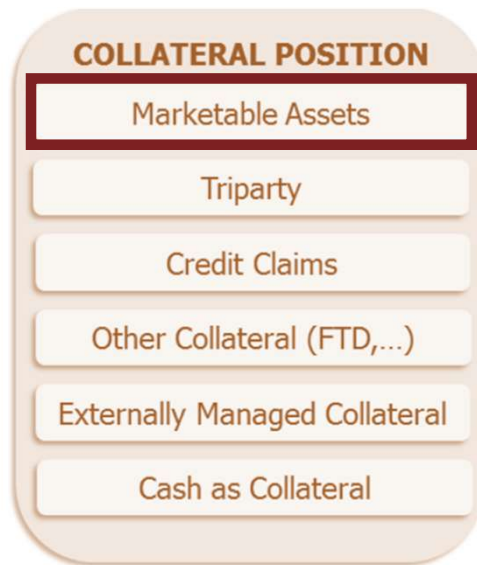 COLLATERAL POSITION
Marketable Assets
Triparty
Credit Claims
Other Collateral (FTD,...)
Externally Managed Collateral
Cash as Collateral